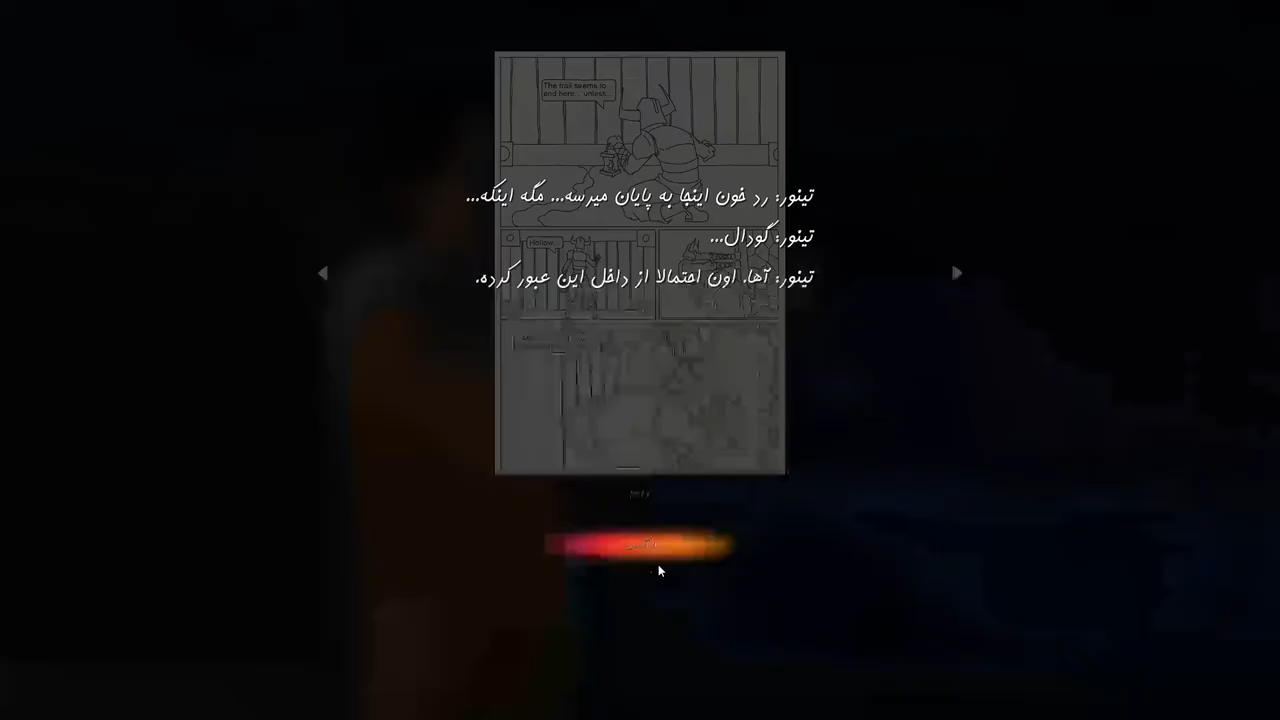 The trail seems to
end here... unless...
تینور: رد خون اینجا به پایان میرسه... مگه اینکه...
تینور: گودال...
Hollow...
تینور: آها. اون احتمالا از داخل این عبور کرده.